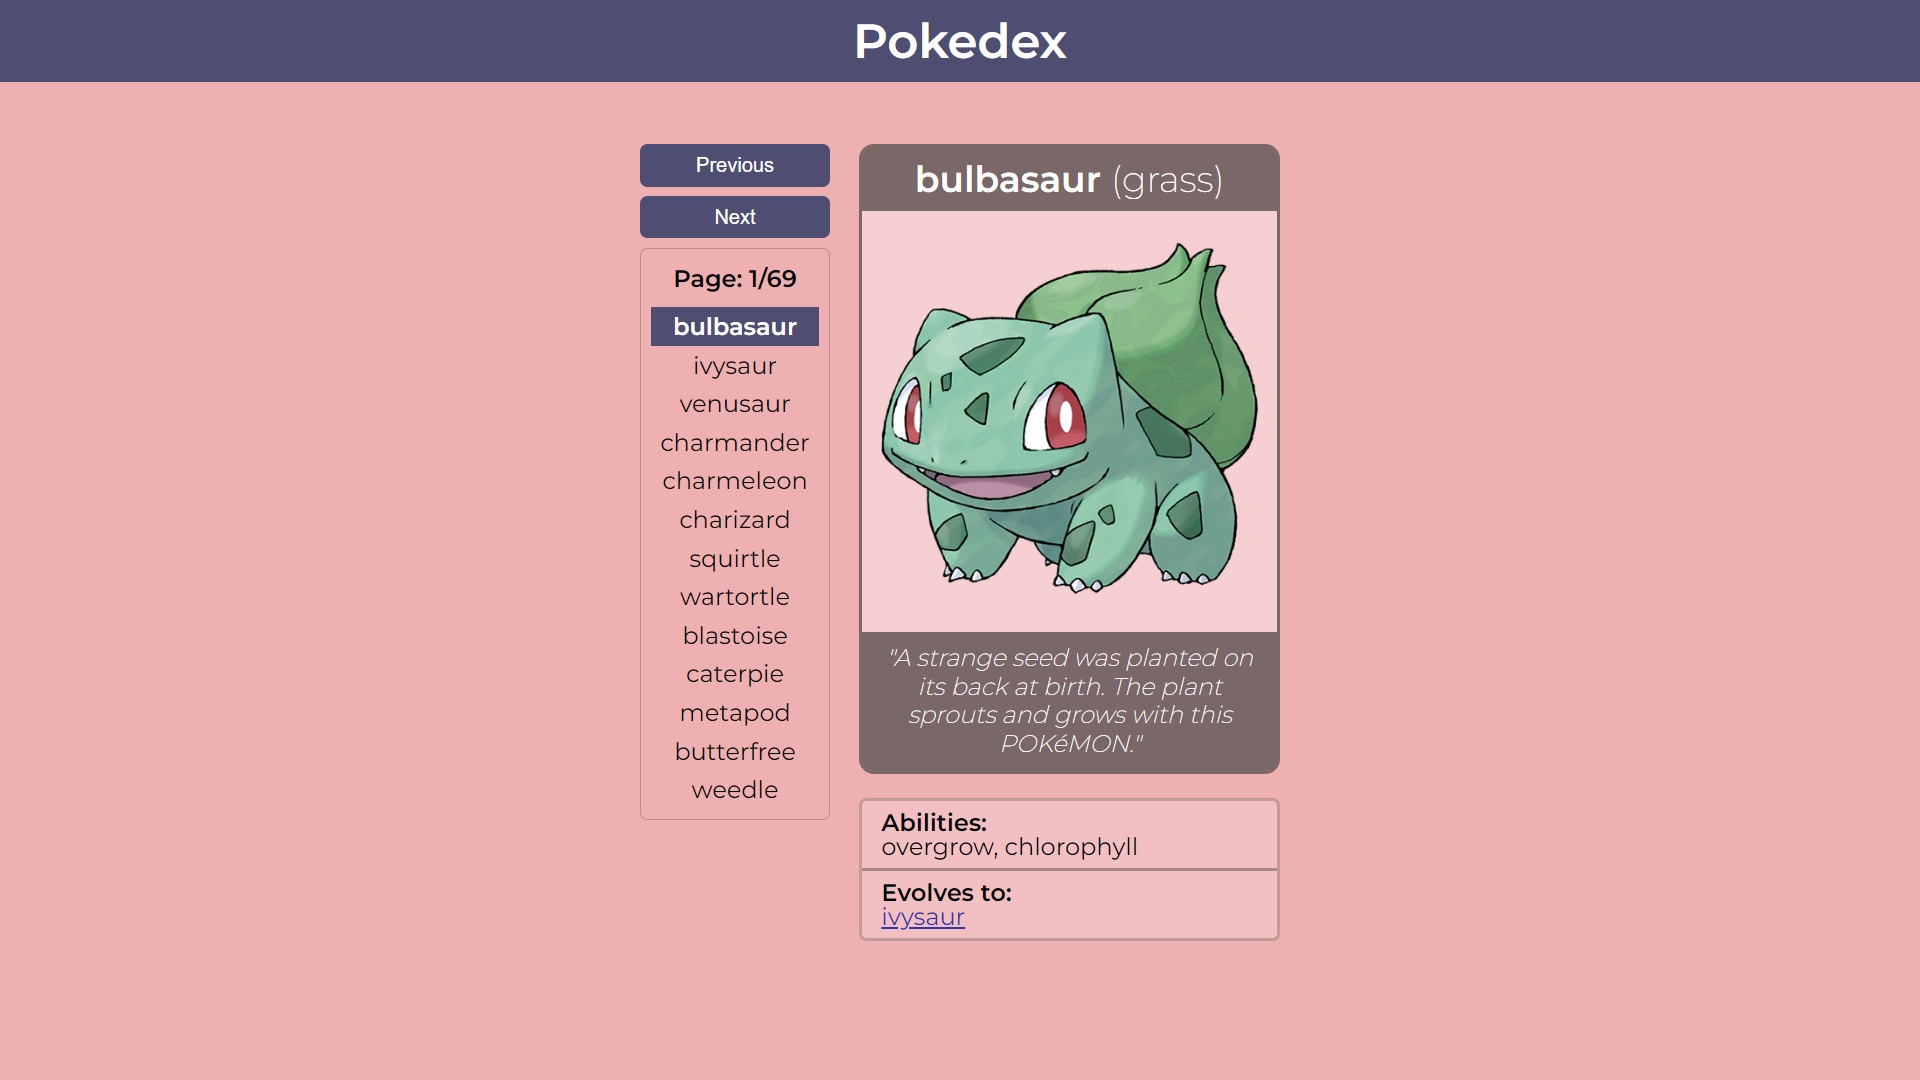 Pokedex
Previous
Next
Page: 1/69
bulbasaur
ivysaur
venusaur
charmander
charmeleon
charizard
squirtle
wartortle
blastoise
caterpie
metapod
butterfree
weedle
bulbasaur (grass)
"A strange seed was planted on
its back at birth. The plant
sprouts and grows with this
POKéMON."
Abilities:
overgrow, chlorophyll
Evolves to:
ivysaur